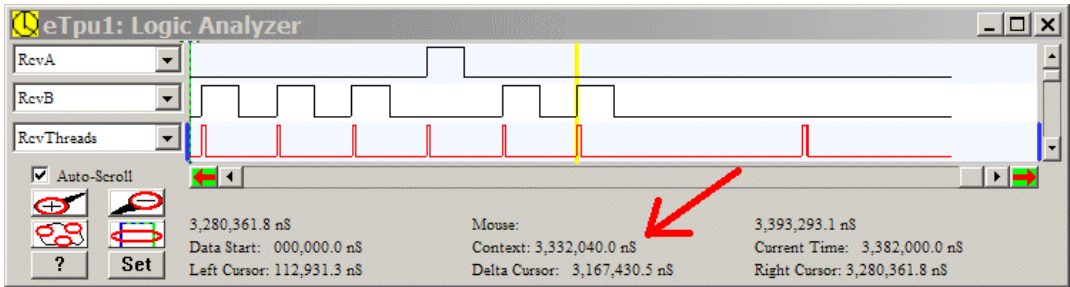 eTpu1: Logic Analyzer
RcvA
RcvB
RcvThreads
Auto-Scroll
?
Set
3,280,361.8 nS Mouse: 3,393,293.1 nS
Data Start: 000,000.0 nS Context: 3,332,040.0 nS Current Time: 3,382,000.0 nS
Left Cursor: 112,931.3 nS Delta Cursor: 3,167,430.5 nS Right Cursor: 3,280,361.8 nS